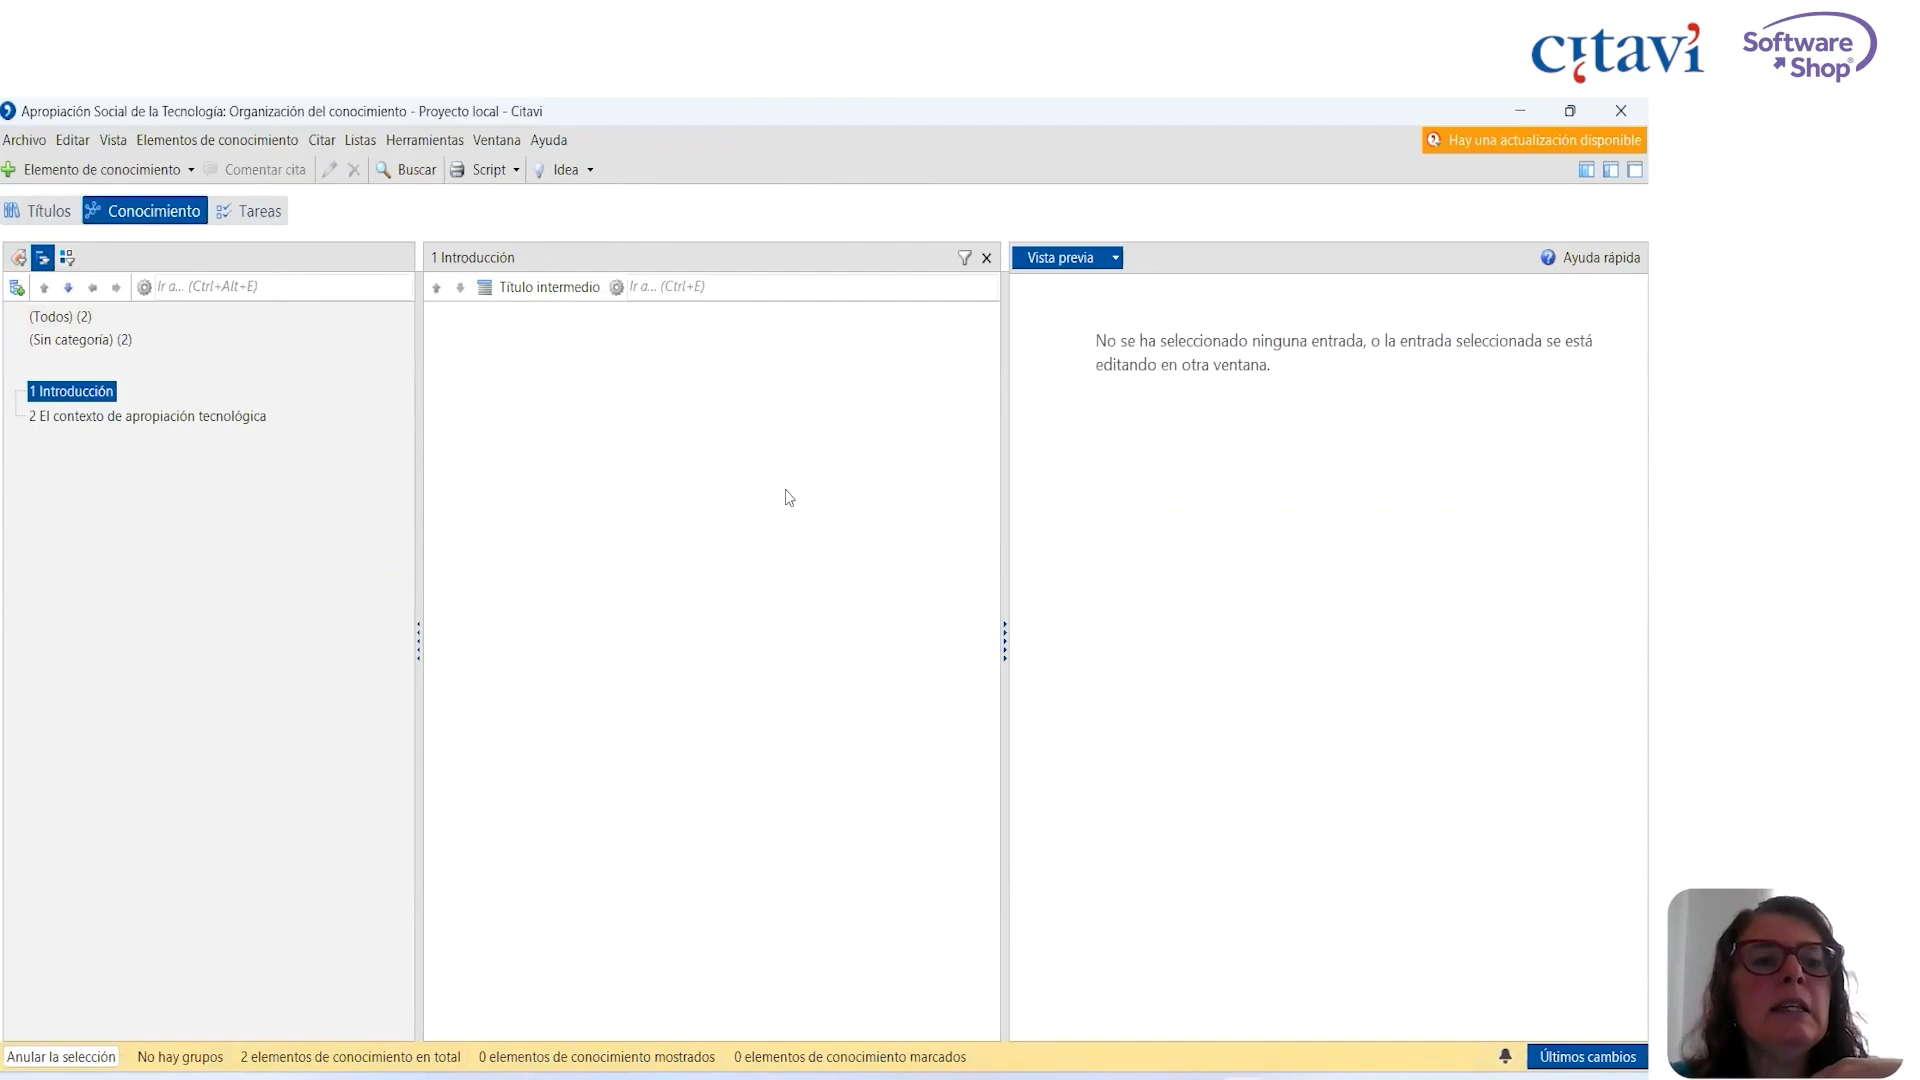 citavi
Software
Shop®
Apropiación Social de la Tecnología: Organización del conocimiento - Proyecto local - Citavi
Archivo Editar Vista Elementos de conocimiento Citar Listas Herramientas Ventana Ayuda
Hay una actualización disponible
Elemento de conocimiento Comentar cita Buscar Script Idea
Títulos Conocimiento Tareas
1 Introducción
Vista previa
Ayuda rápida
Ir a... (Ctrl+Alt+E)
Título intermedio Ir a... (Ctrl+E)
(Todos) (2)
(Sin categoría) (2)
1 Introducción
2 El contexto de apropiación tecnológica
No se ha seleccionado ninguna entrada, o la entrada seleccionada se está
editando en otra ventana.
Anular la selección No hay grupos 2 elementos de conocimiento en total 0 elementos de conocimiento mostrados 0 elementos de conocimiento marcados
Últimos cambios